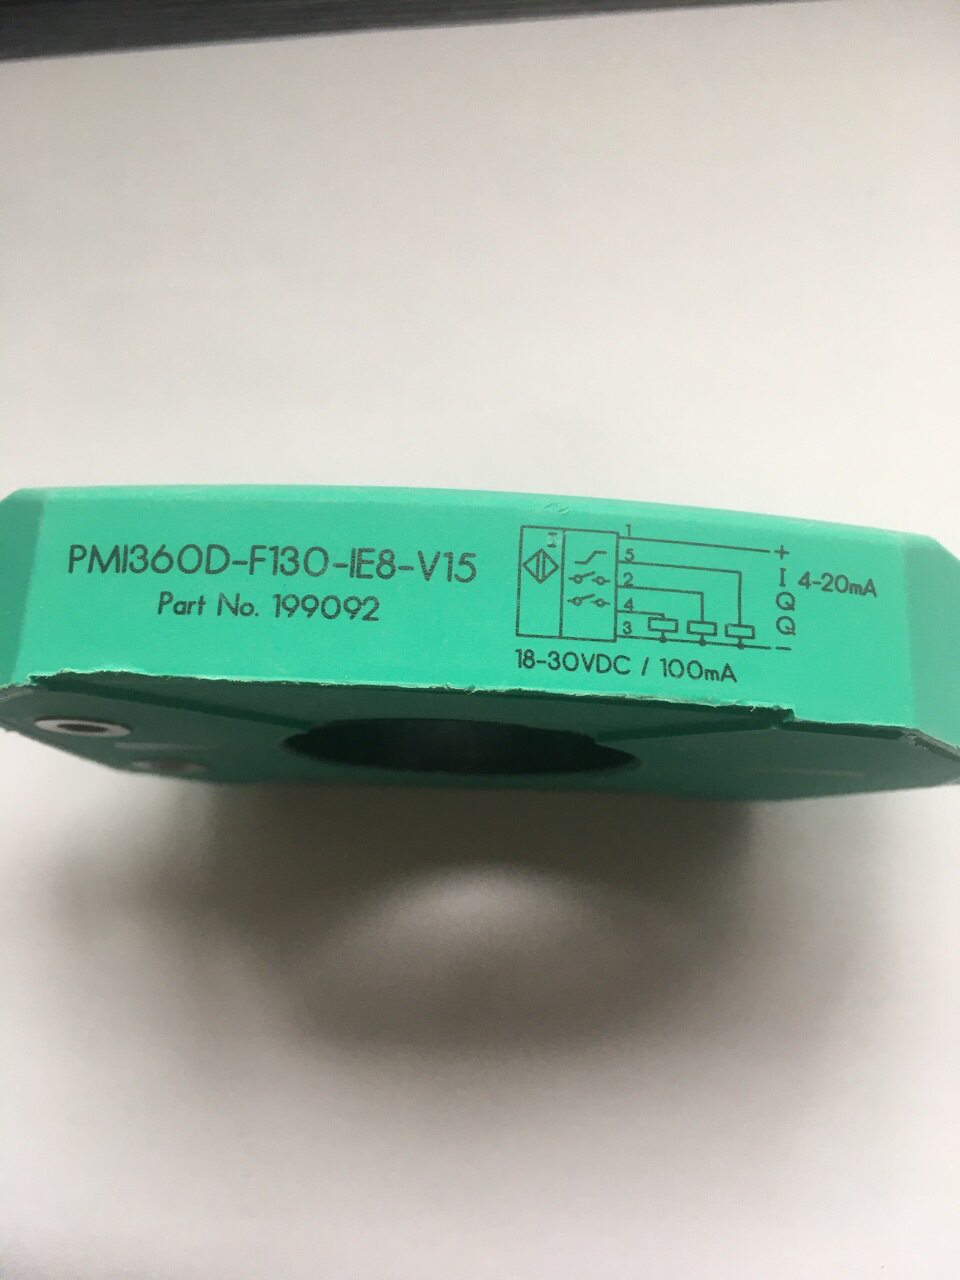 PMI360D-F130-IE8-V15
Part No. 199092
I
1
+
5
I 4-20mA
2
Q
4
Q
3
-
18-30VDC / 100mA